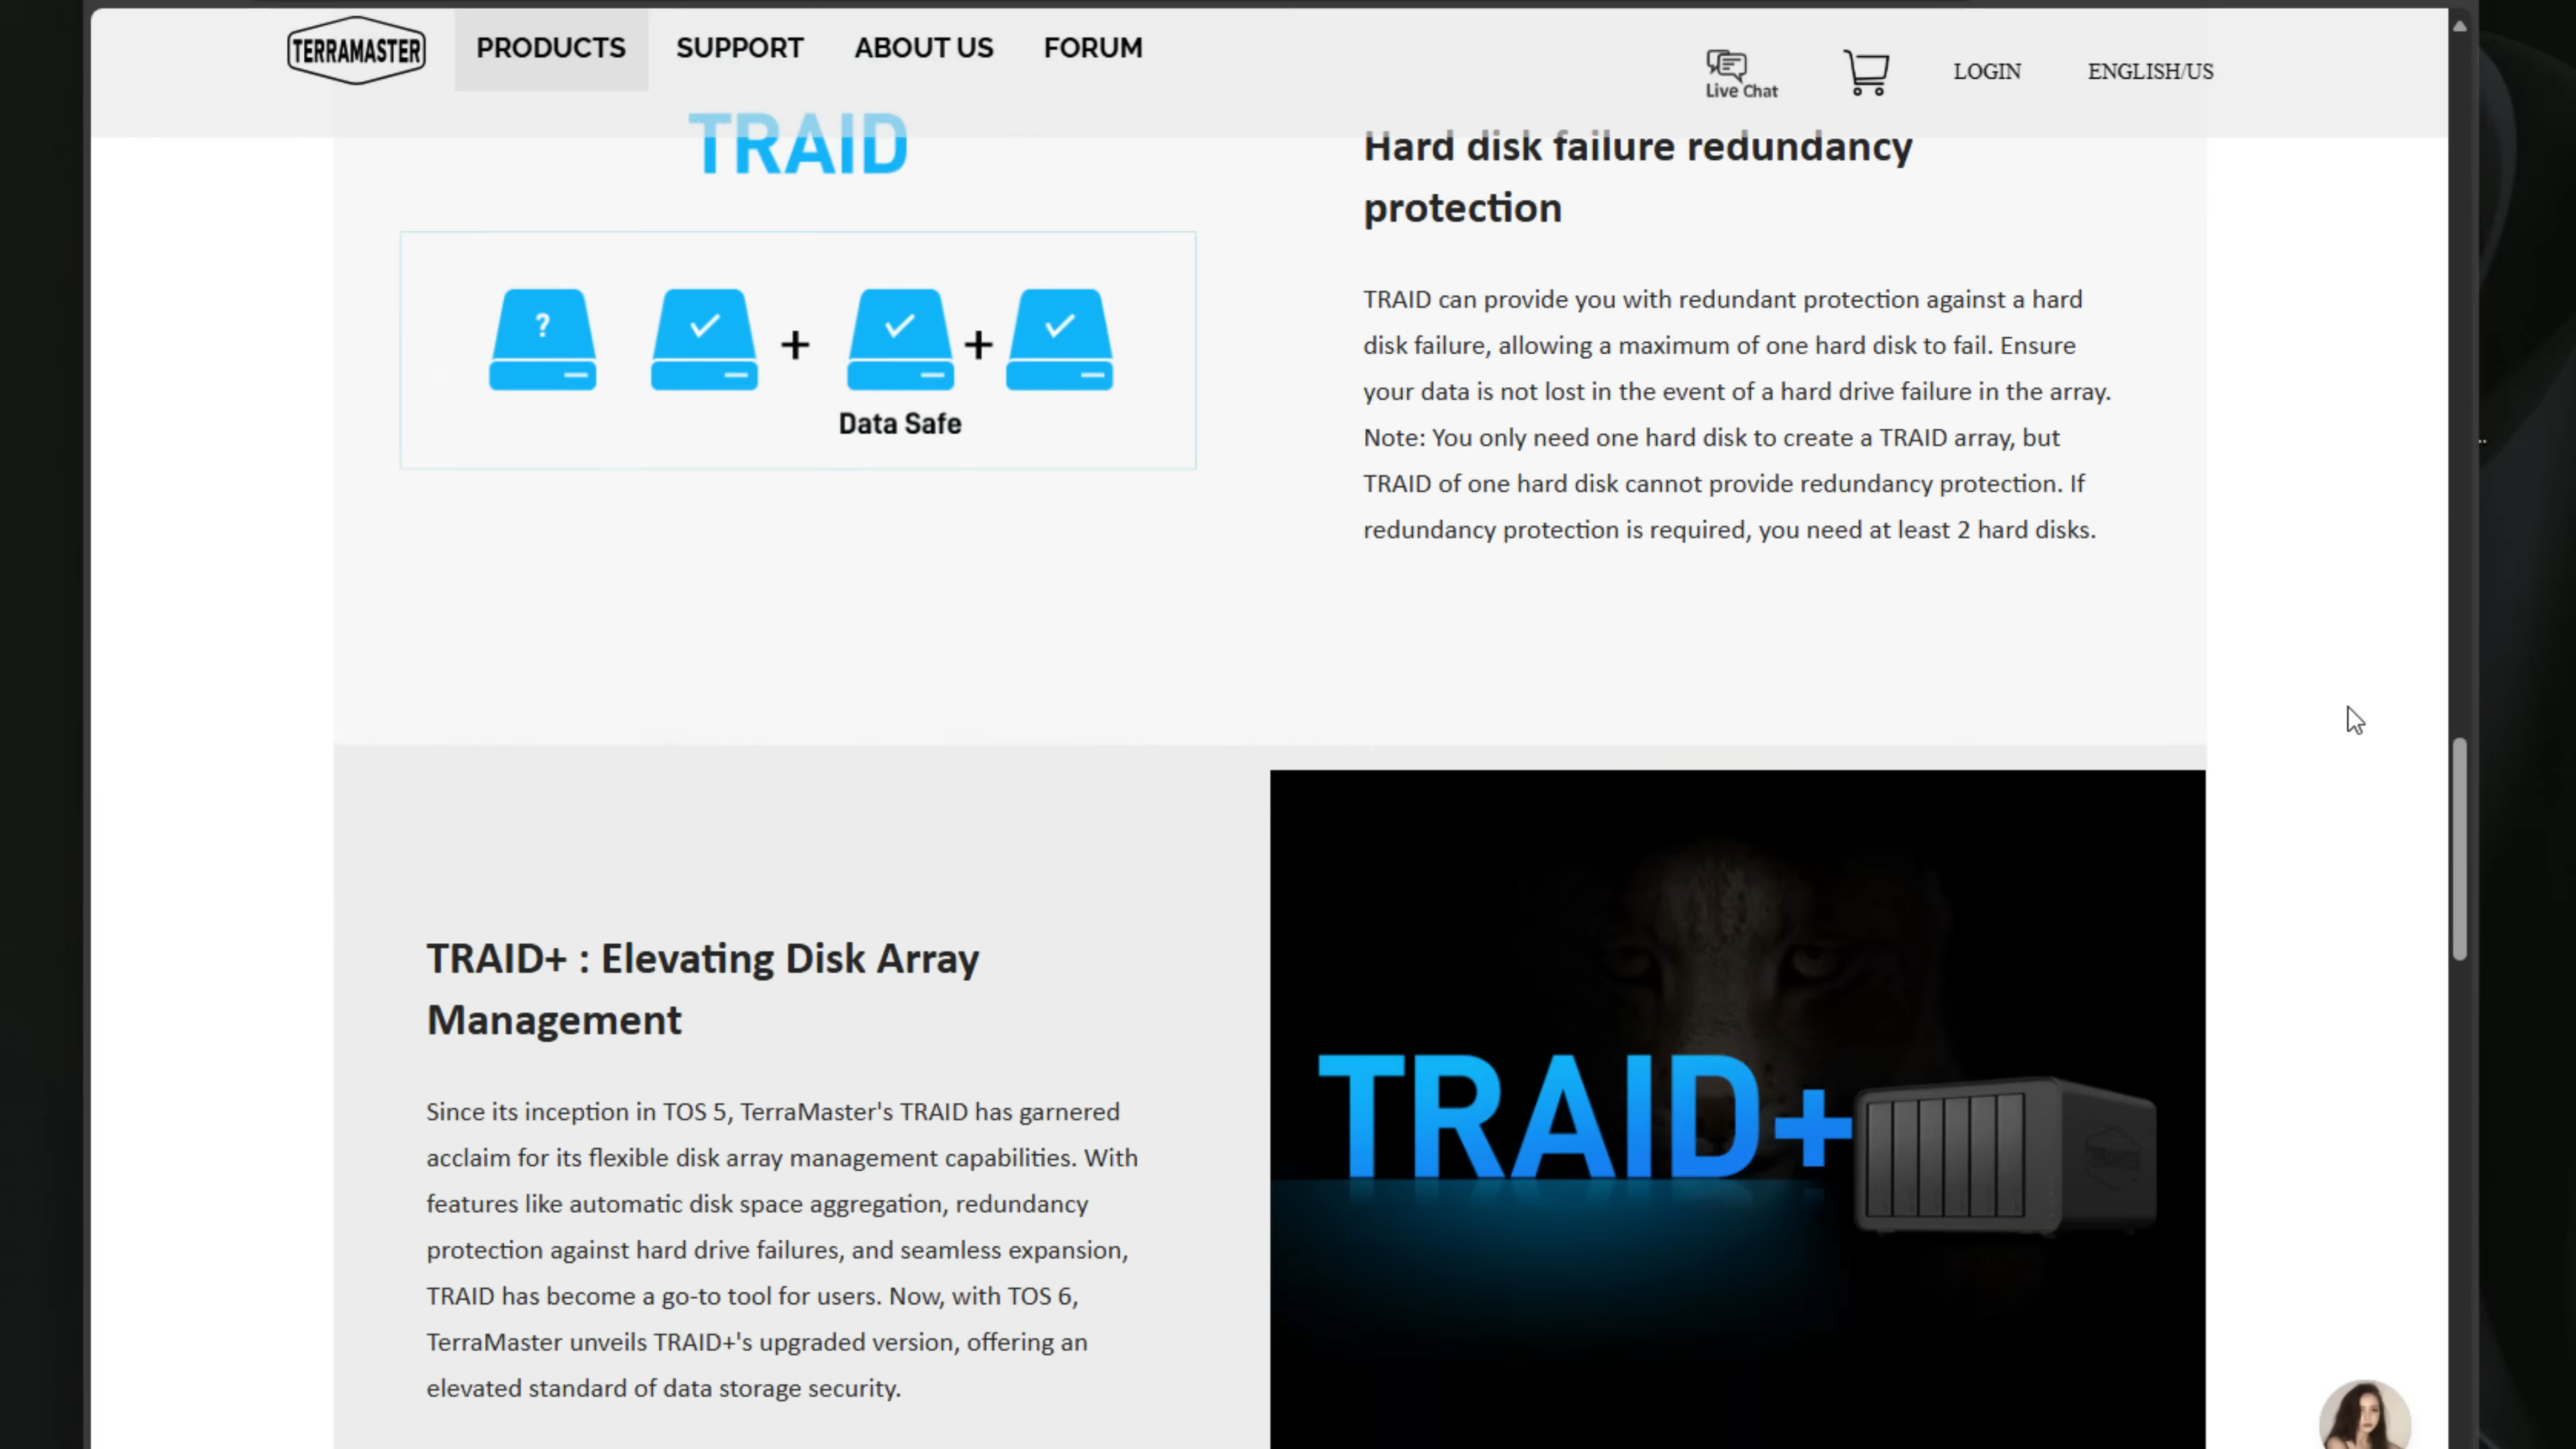 TERRAMASTER
PRODUCTS
SUPPORT
ABOUT US
FORUM
Live Chat
LOGIN
ENGLISH/US
TRAID
?
+
+
Data Safe
Hard disk failure redundancy
protection
TRAID can provide you with redundant protection against a hard
disk failure, allowing a maximum of one hard disk to fail. Ensure
your data is not lost in the event of a hard drive failure in the array.
Note: You only need one hard disk to create a TRAID array, but
TRAID of one hard disk cannot provide redundancy protection. If
redundancy protection is required, you need at least 2 hard disks.
TRAID+ : Elevating Disk Array
Management
Since its inception in TOS 5, TerraMaster's TRAID has garnered
acclaim for its flexible disk array management capabilities. With
features like automatic disk space aggregation, redundancy
protection against hard drive failures, and seamless expansion,
TRAID has become a go-to tool for users. Now, with TOS 6,
TerraMaster unveils TRAID+'s upgraded version, offering an
elevated standard of data storage security.
TRAID+